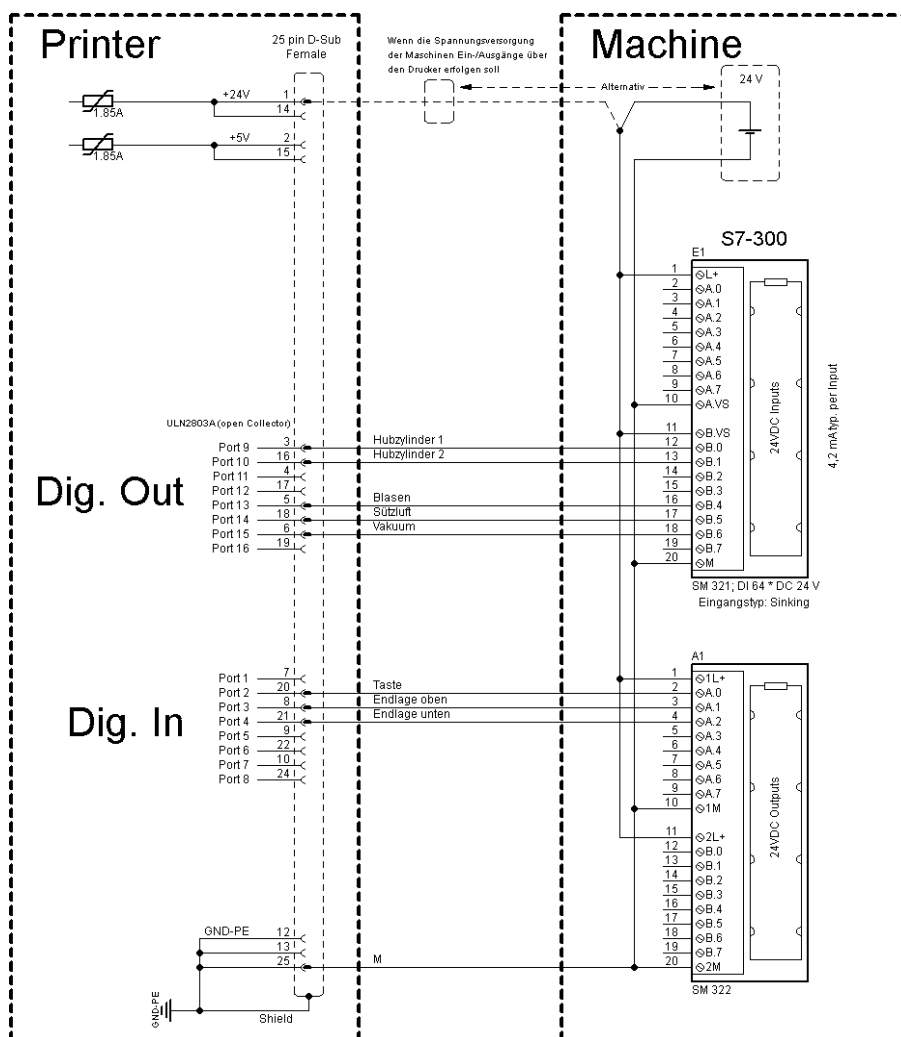 Printer
25 pin D-Sub
Female
Wenn die Spannungsversorgung
der Maschinen Ein-/Ausgänge über
den Drucker erfolgen soll
Machine
Alternativ
24 V
+24V 1
14
1.85A
+5V 2
15
1.85A
S7-300
E1
1 L+
2 A.0
3 A.1
4 A.2
5 A.3
6 A.4
7 A.5
8 A.6
9 A.7
10 A.VS
11 B.VS
12 B.0
13 B.1
14 B.2
15 B.3
16 B.4
17 B.5
18 B.6
19 B.7
20 M
24VDC Inputs
4,2 mA typ. per Input
SM 321; DI 64 * DC 24 V
Eingangstyp: Sinking
ULN2803A (open Collector)
Dig. Out
Port 9 3 Hubzylinder 1
Port 10 16 Hubzylinder 2
Port 11 4
Port 12 17
Port 13 5 Blasen
Port 14 18 Sützluft
Port 15 6 Vakuum
Port 16 19
Dig. In
Port 1 7
Port 2 20 Taste
Port 3 8 Endlage oben
Port 4 21 Endlage unten
Port 5 9
Port 6 22
Port 7 10
Port 8 24
A1
1 1L+
2 A.0
3 A.1
4 A.2
5 A.3
6 A.4
7 A.5
8 A.6
9 A.7
10 1M
11 2L+
12 B.0
13 B.1
14 B.2
15 B.3
16 B.4
17 B.5
18 B.6
19 B.7
20 2M
24VDC Outputs
SM 322
GND-PE 12
13
25 M
GND-PE
Shield